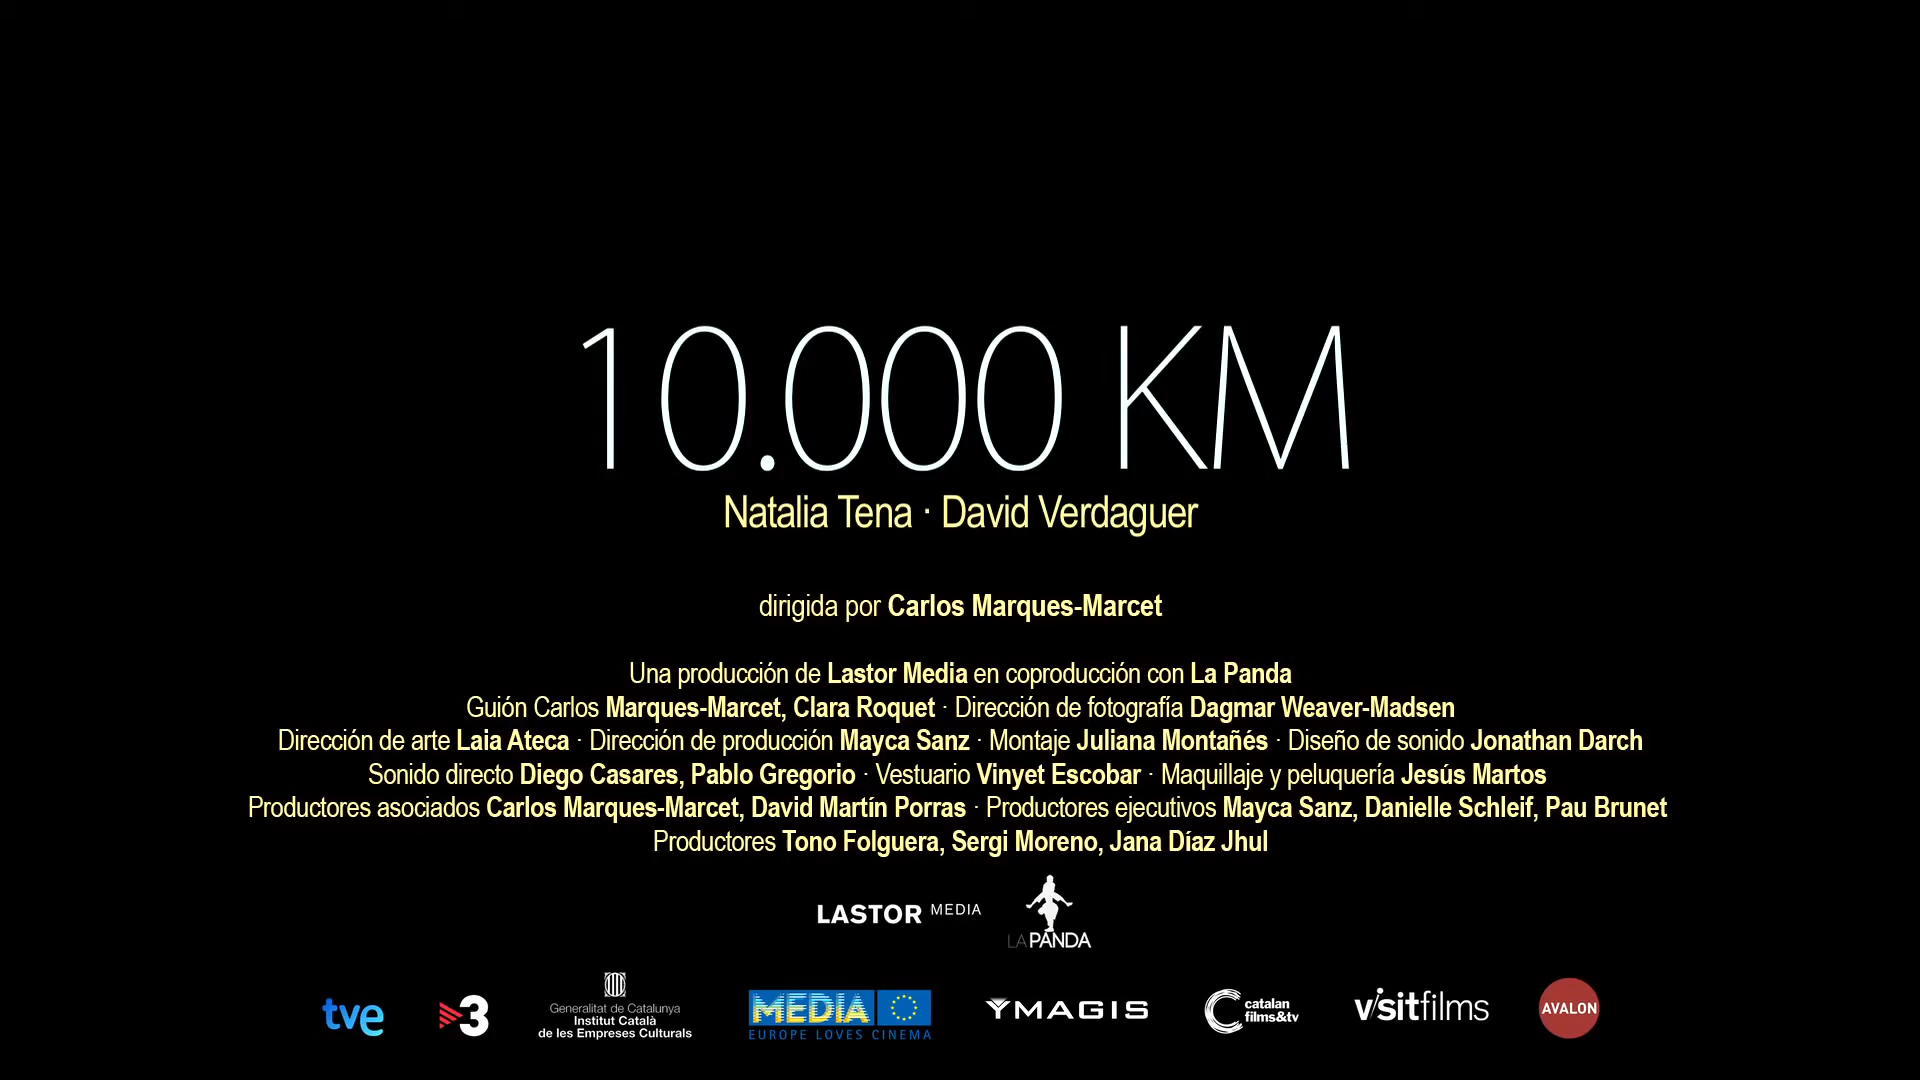 10.000 KM
Natalia Tena · David Verdaguer
dirigida por Carlos Marques-Marcet
Una producción de Lastor Media en coproducción con La Panda
Guión Carlos Marques-Marcet, Clara Roquet · Dirección de fotografía Dagmar Weaver-Madsen
Dirección de arte Laia Ateca · Dirección de producción Mayca Sanz · Montaje Juliana Montañés · Diseño de sonido Jonathan Darch
Sonido directo Diego Casares, Pablo Gregorio · Vestuario Vinyet Escobar · Maquillaje y peluquería Jesús Martos
Productores asociados Carlos Marques-Marcet, David Martín Porras · Productores ejecutivos Mayca Sanz, Danielle Schleif, Pau Brunet
Productores Tono Folguera, Sergi Moreno, Jana Díaz Jhul
LASTOR MEDIA
LA PANDA
tve
3
Generalitat de Catalunya
Institut Català
de les Empreses Culturals
MEDIA
EUROPE LOVES CINEMA
YMAGIS
catalan
films&tv
visitfilms
AVALON